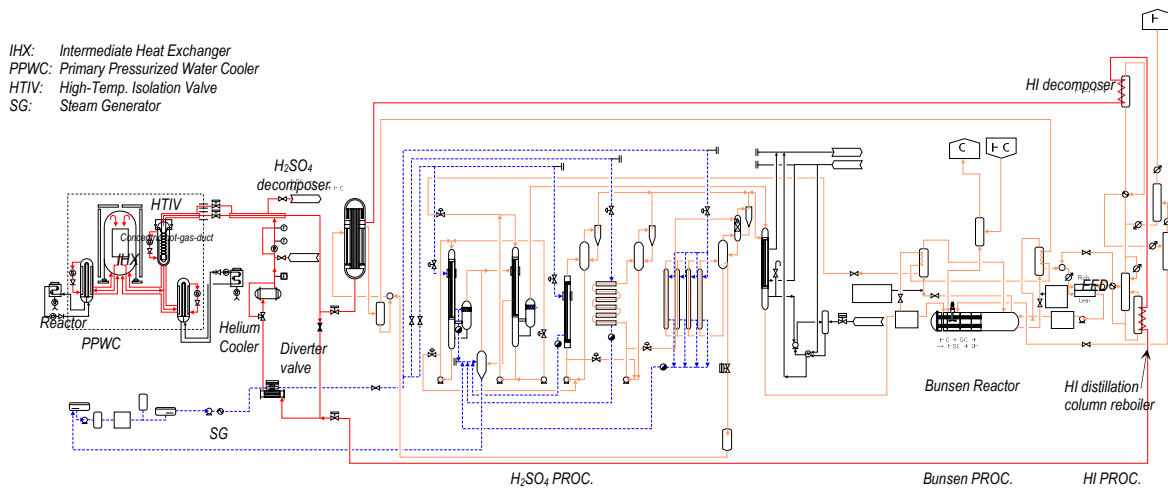 IHX: Intermediate Heat Exchanger
PPWC: Primary Pressurized Water Cooler
HTIV: High-Temp. Isolation Valve
SG: Steam Generator
HI decomposer
H₂SO₄
decomposer
HTIV
IHX
Reactor
PPWC
Helium
Cooler
Diverter
valve
SG
C
EED
Bunsen Reactor
HI distillation
column reboiler
H₂SO₄ PROC.
Bunsen PROC.
HI PROC.